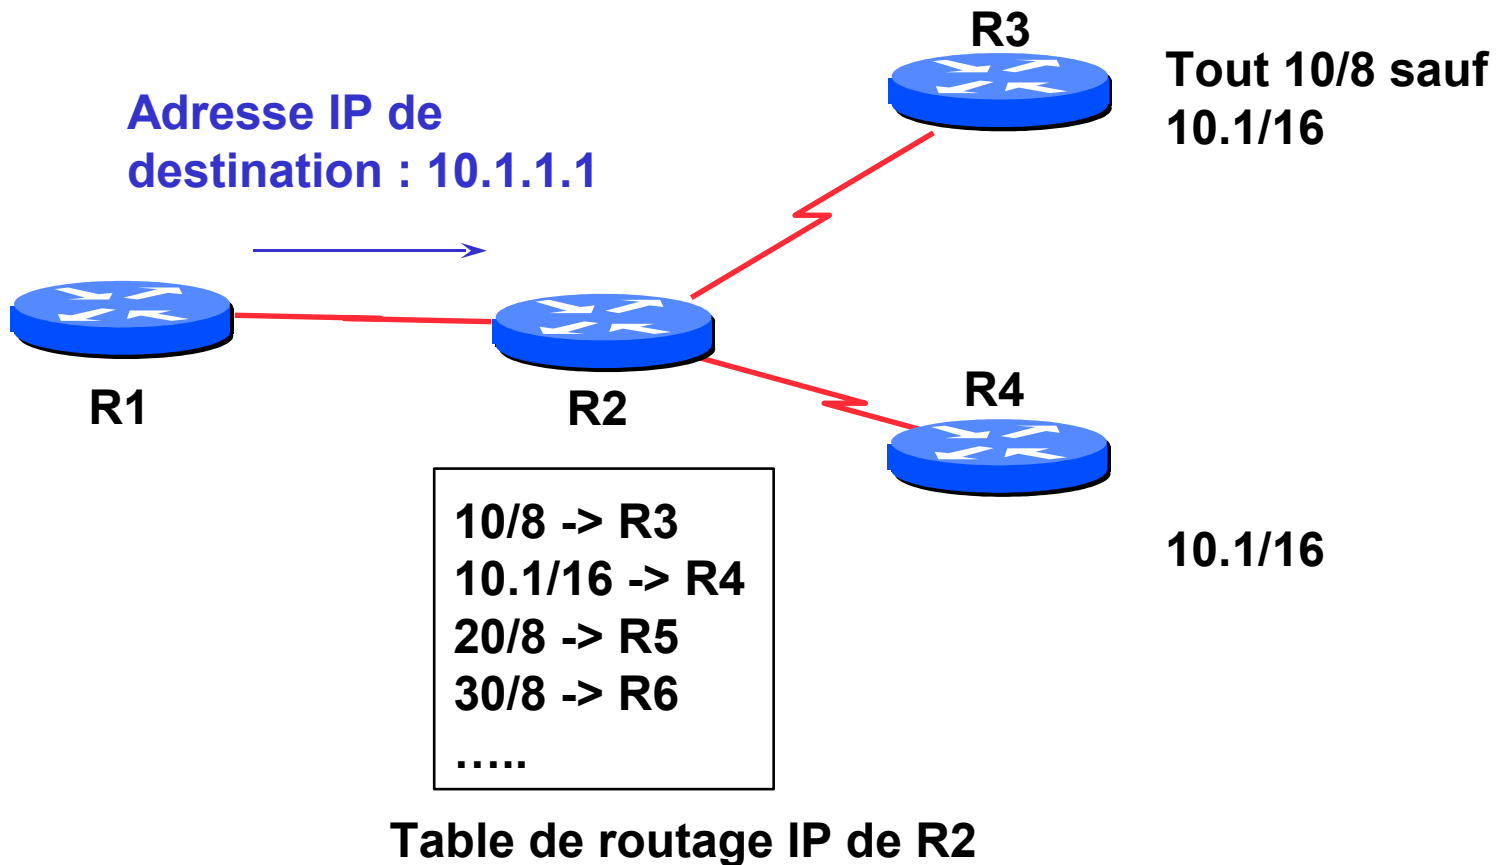 R3
Tout 10/8 sauf
10.1/16
Adresse IP de
destination : 10.1.1.1
R1
R2
R4
10.1/16
10/8 -> R3
10.1/16 -> R4
20/8 -> R5
30/8 -> R6
…..
Table de routage IP de R2